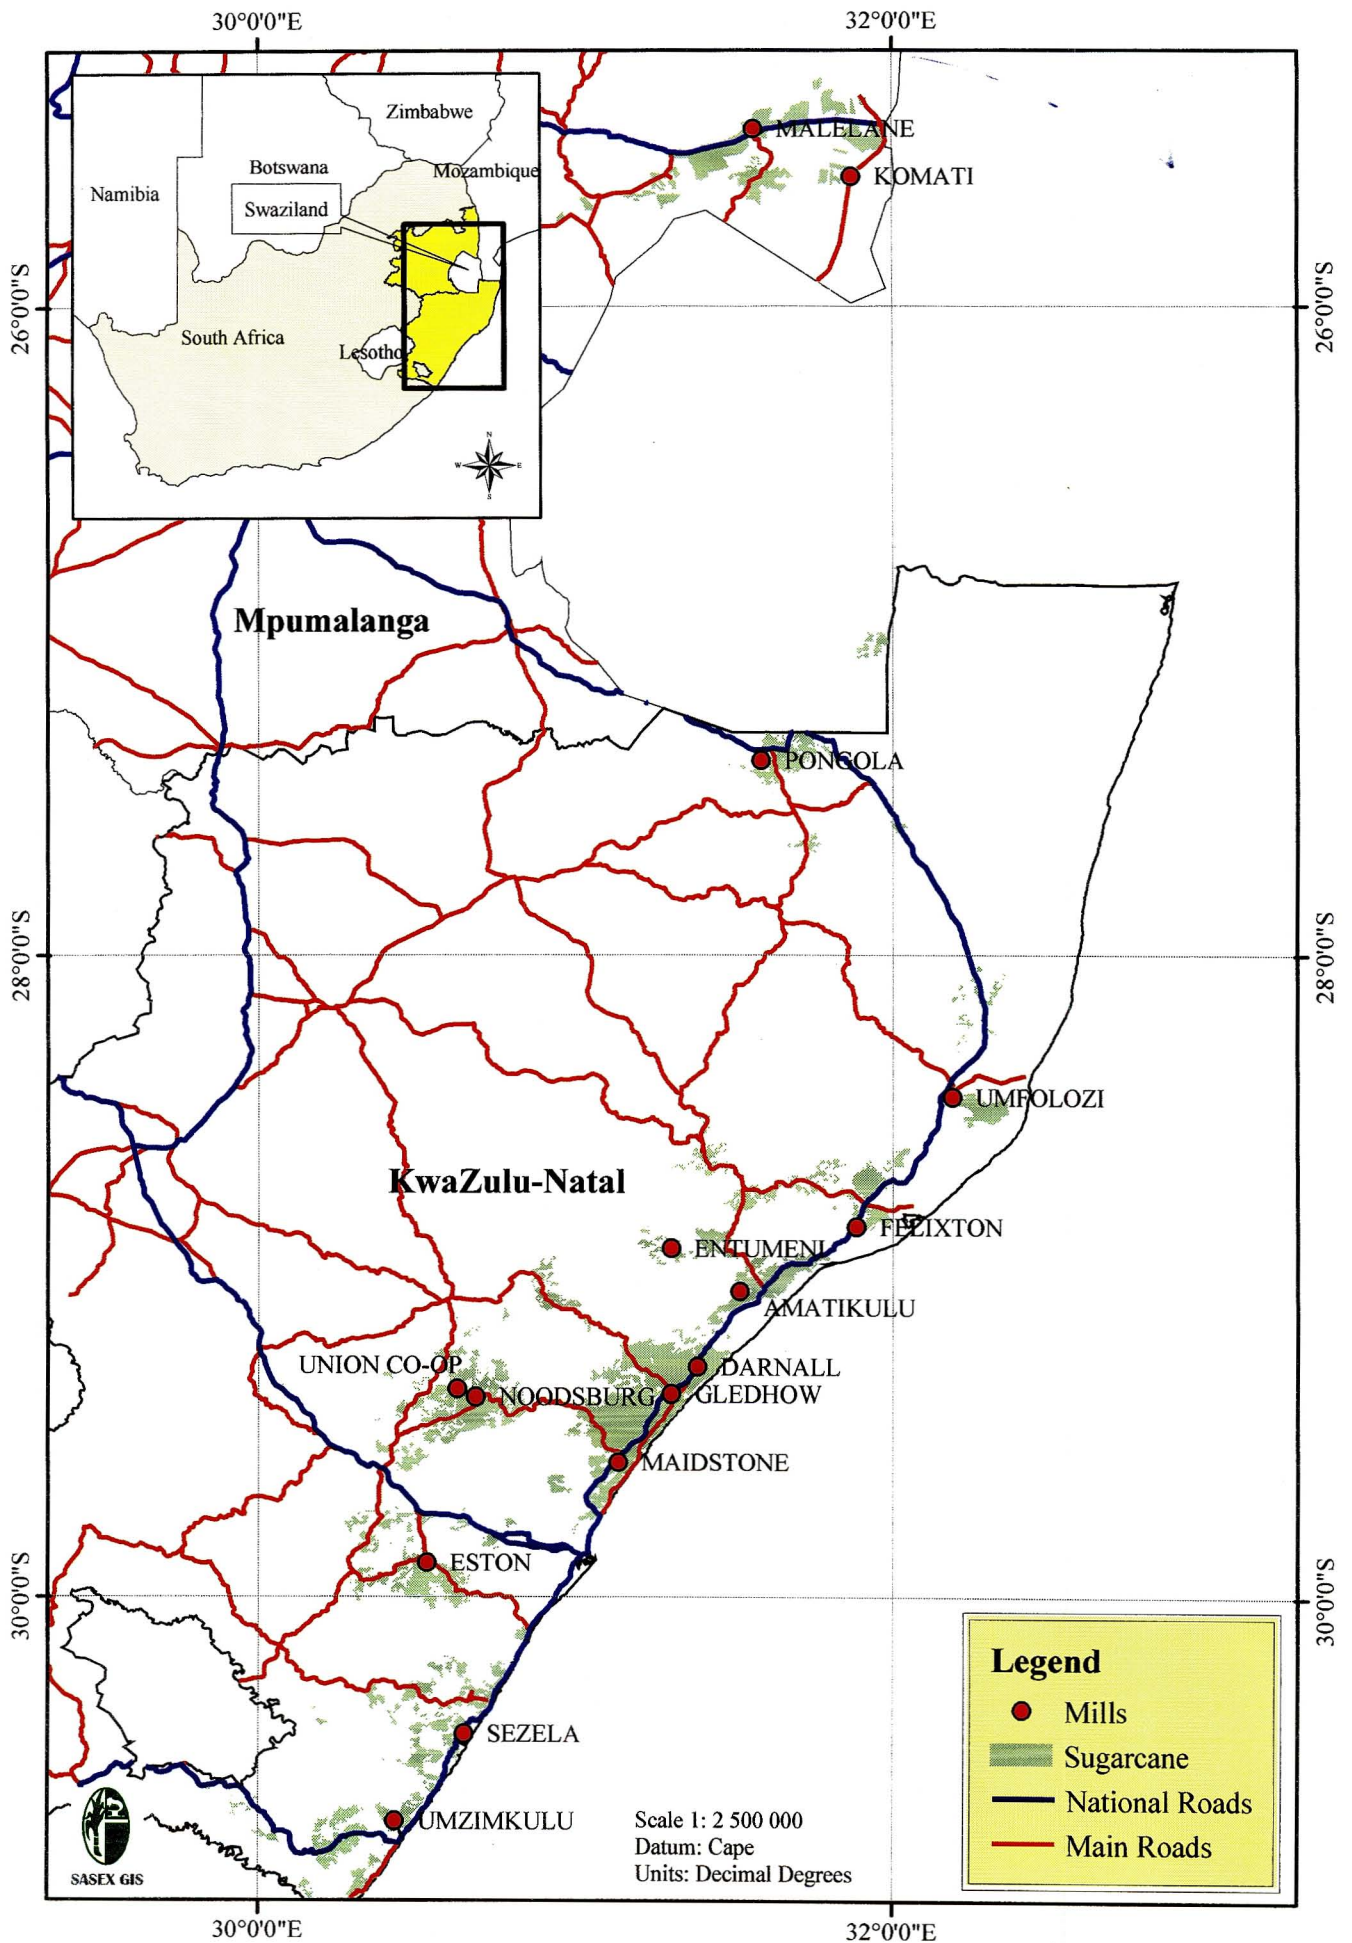 30°0'0"E
32°0'0"E
Zimbabwe
Botswana
Mozambique
Namibia
Swaziland
South Africa
Lesotho
N
W
E
S
MALELANE
KOMATI
26°0'0"S
26°0'0"S
Mpumalanga
PONGOLA
28°0'0"S
28°0'0"S
UMFOLOZI
KwaZulu-Natal
FELIXTON
ENTUMENI
AMATIKULU
UNION CO-OP
DARNALL
NOODSBURG
GLEDHOW
MAIDSTONE
ESTON
30°0'0"S
30°0'0"S
SEZELA
UMZIMKULU
Legend
Mills
Sugarcane
National Roads
Main Roads
Scale 1: 2 500 000
Datum: Cape
Units: Decimal Degrees
SASEX GIS
30°0'0"E
32°0'0"E